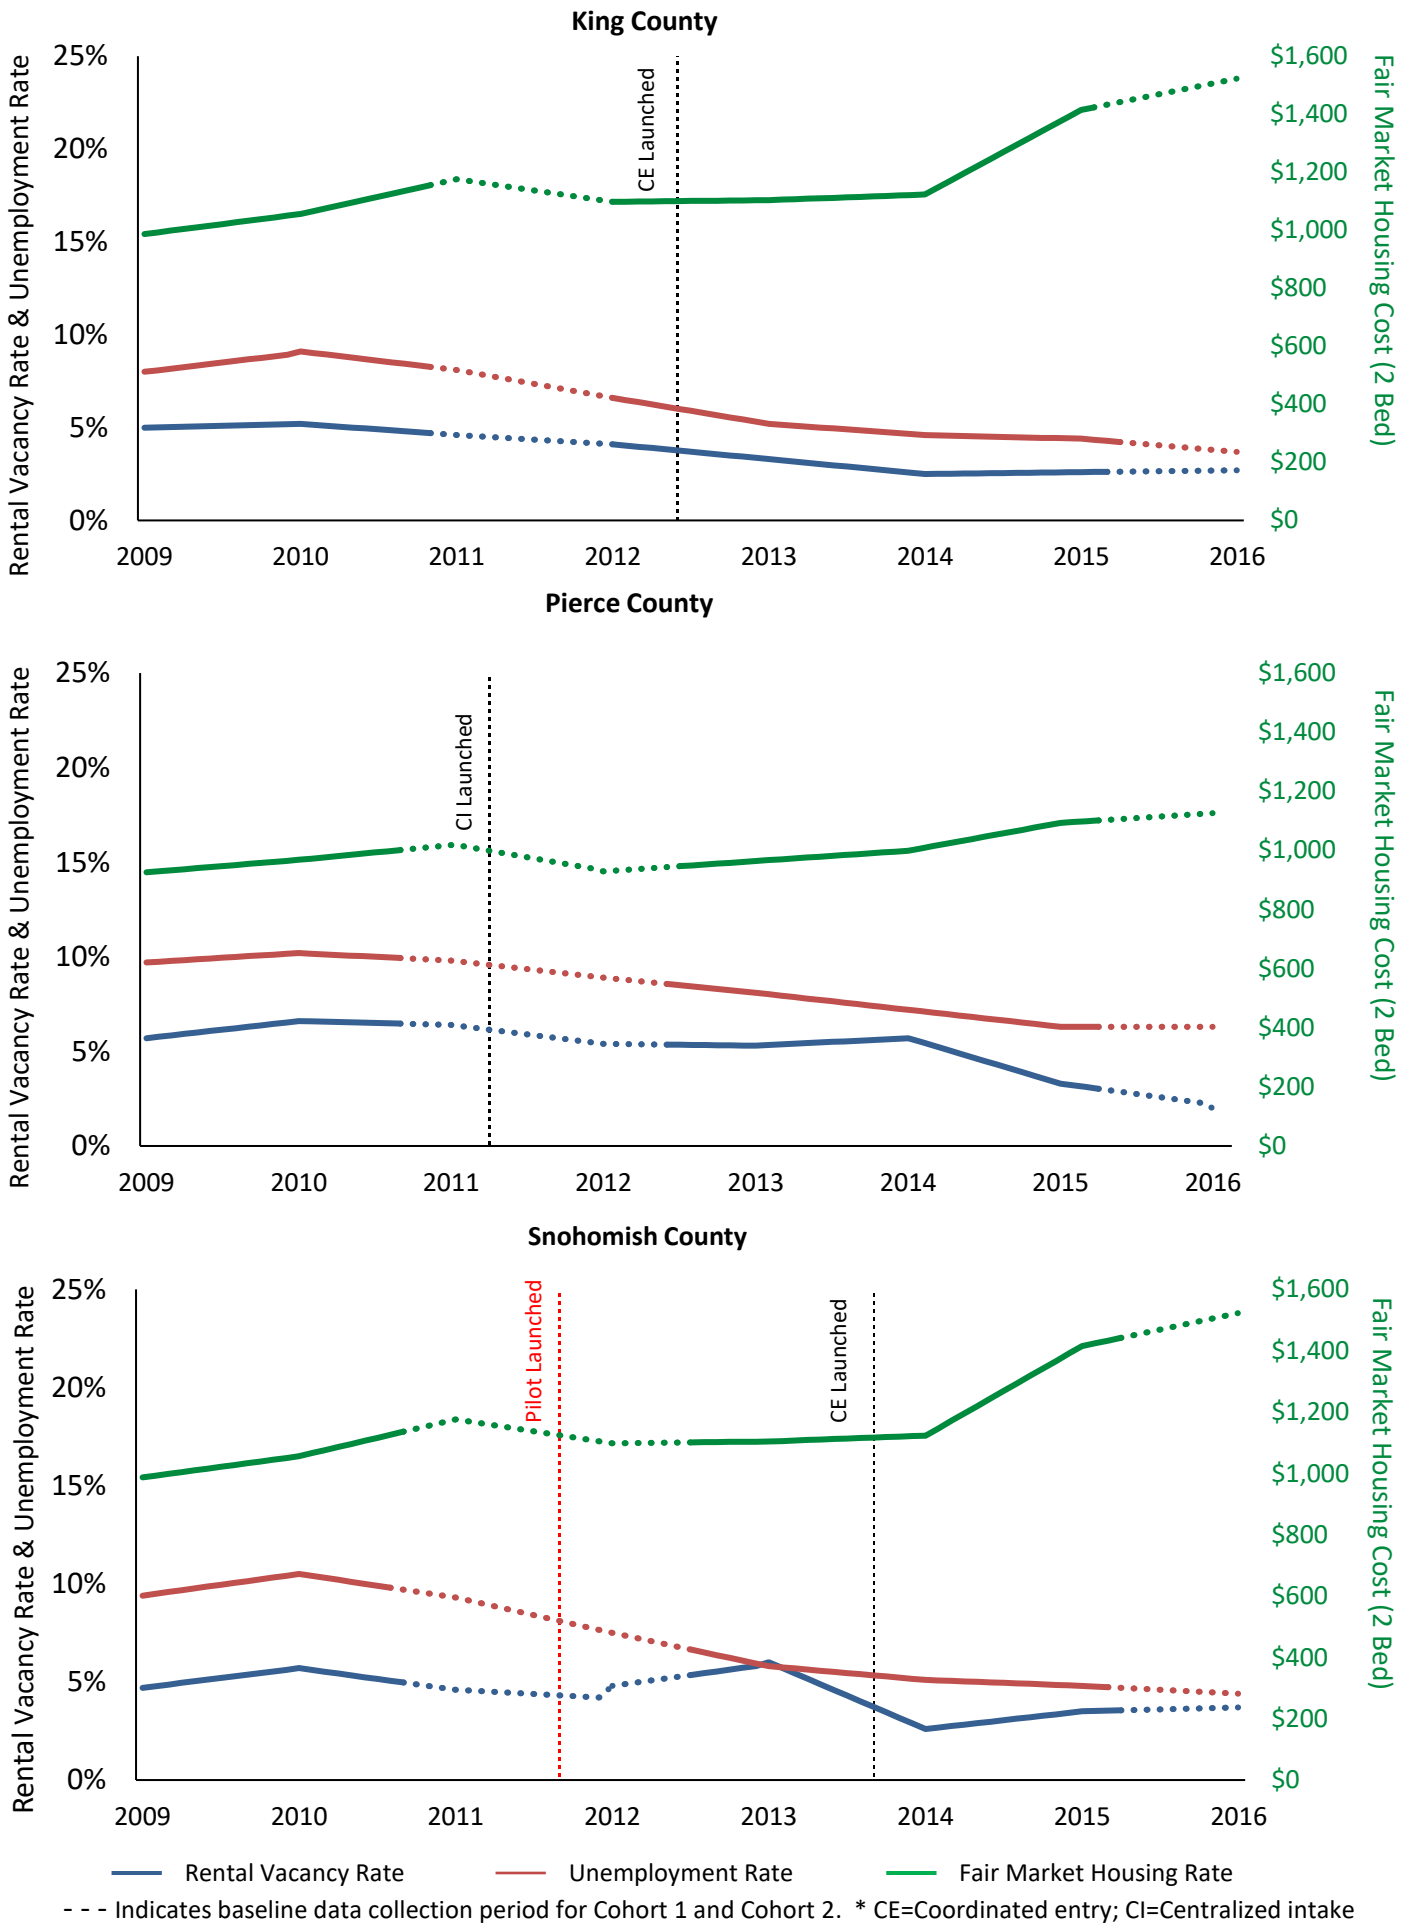 King County
Rental Vacancy Rate & Unemployment Rate
25%
20%
15%
10%
5%
0%
CE Launched
$1,600
$1,400
$1,200
$1,000
$800
$600
$400
$200
$0
Fair Market Housing Cost (2 Bed)
2009 2010 2011 2012 2013 2014 2015 2016
Pierce County
Rental Vacancy Rate & Unemployment Rate
25%
20%
15%
10%
5%
0%
CI Launched
$1,600
$1,400
$1,200
$1,000
$800
$600
$400
$200
$0
Fair Market Housing Cost (2 Bed)
2009 2010 2011 2012 2013 2014 2015 2016
Snohomish County
Rental Vacancy Rate & Unemployment Rate
25%
20%
15%
10%
5%
0%
Pilot Launched
CE Launched
$1,600
$1,400
$1,200
$1,000
$800
$600
$400
$200
$0
Fair Market Housing Cost (2 Bed)
2009 2010 2011 2012 2013 2014 2015 2016
Rental Vacancy Rate Unemployment Rate Fair Market Housing Rate
- - - Indicates baseline data collection period for Cohort 1 and Cohort 2. * CE=Coordinated entry; CI=Centralized intake